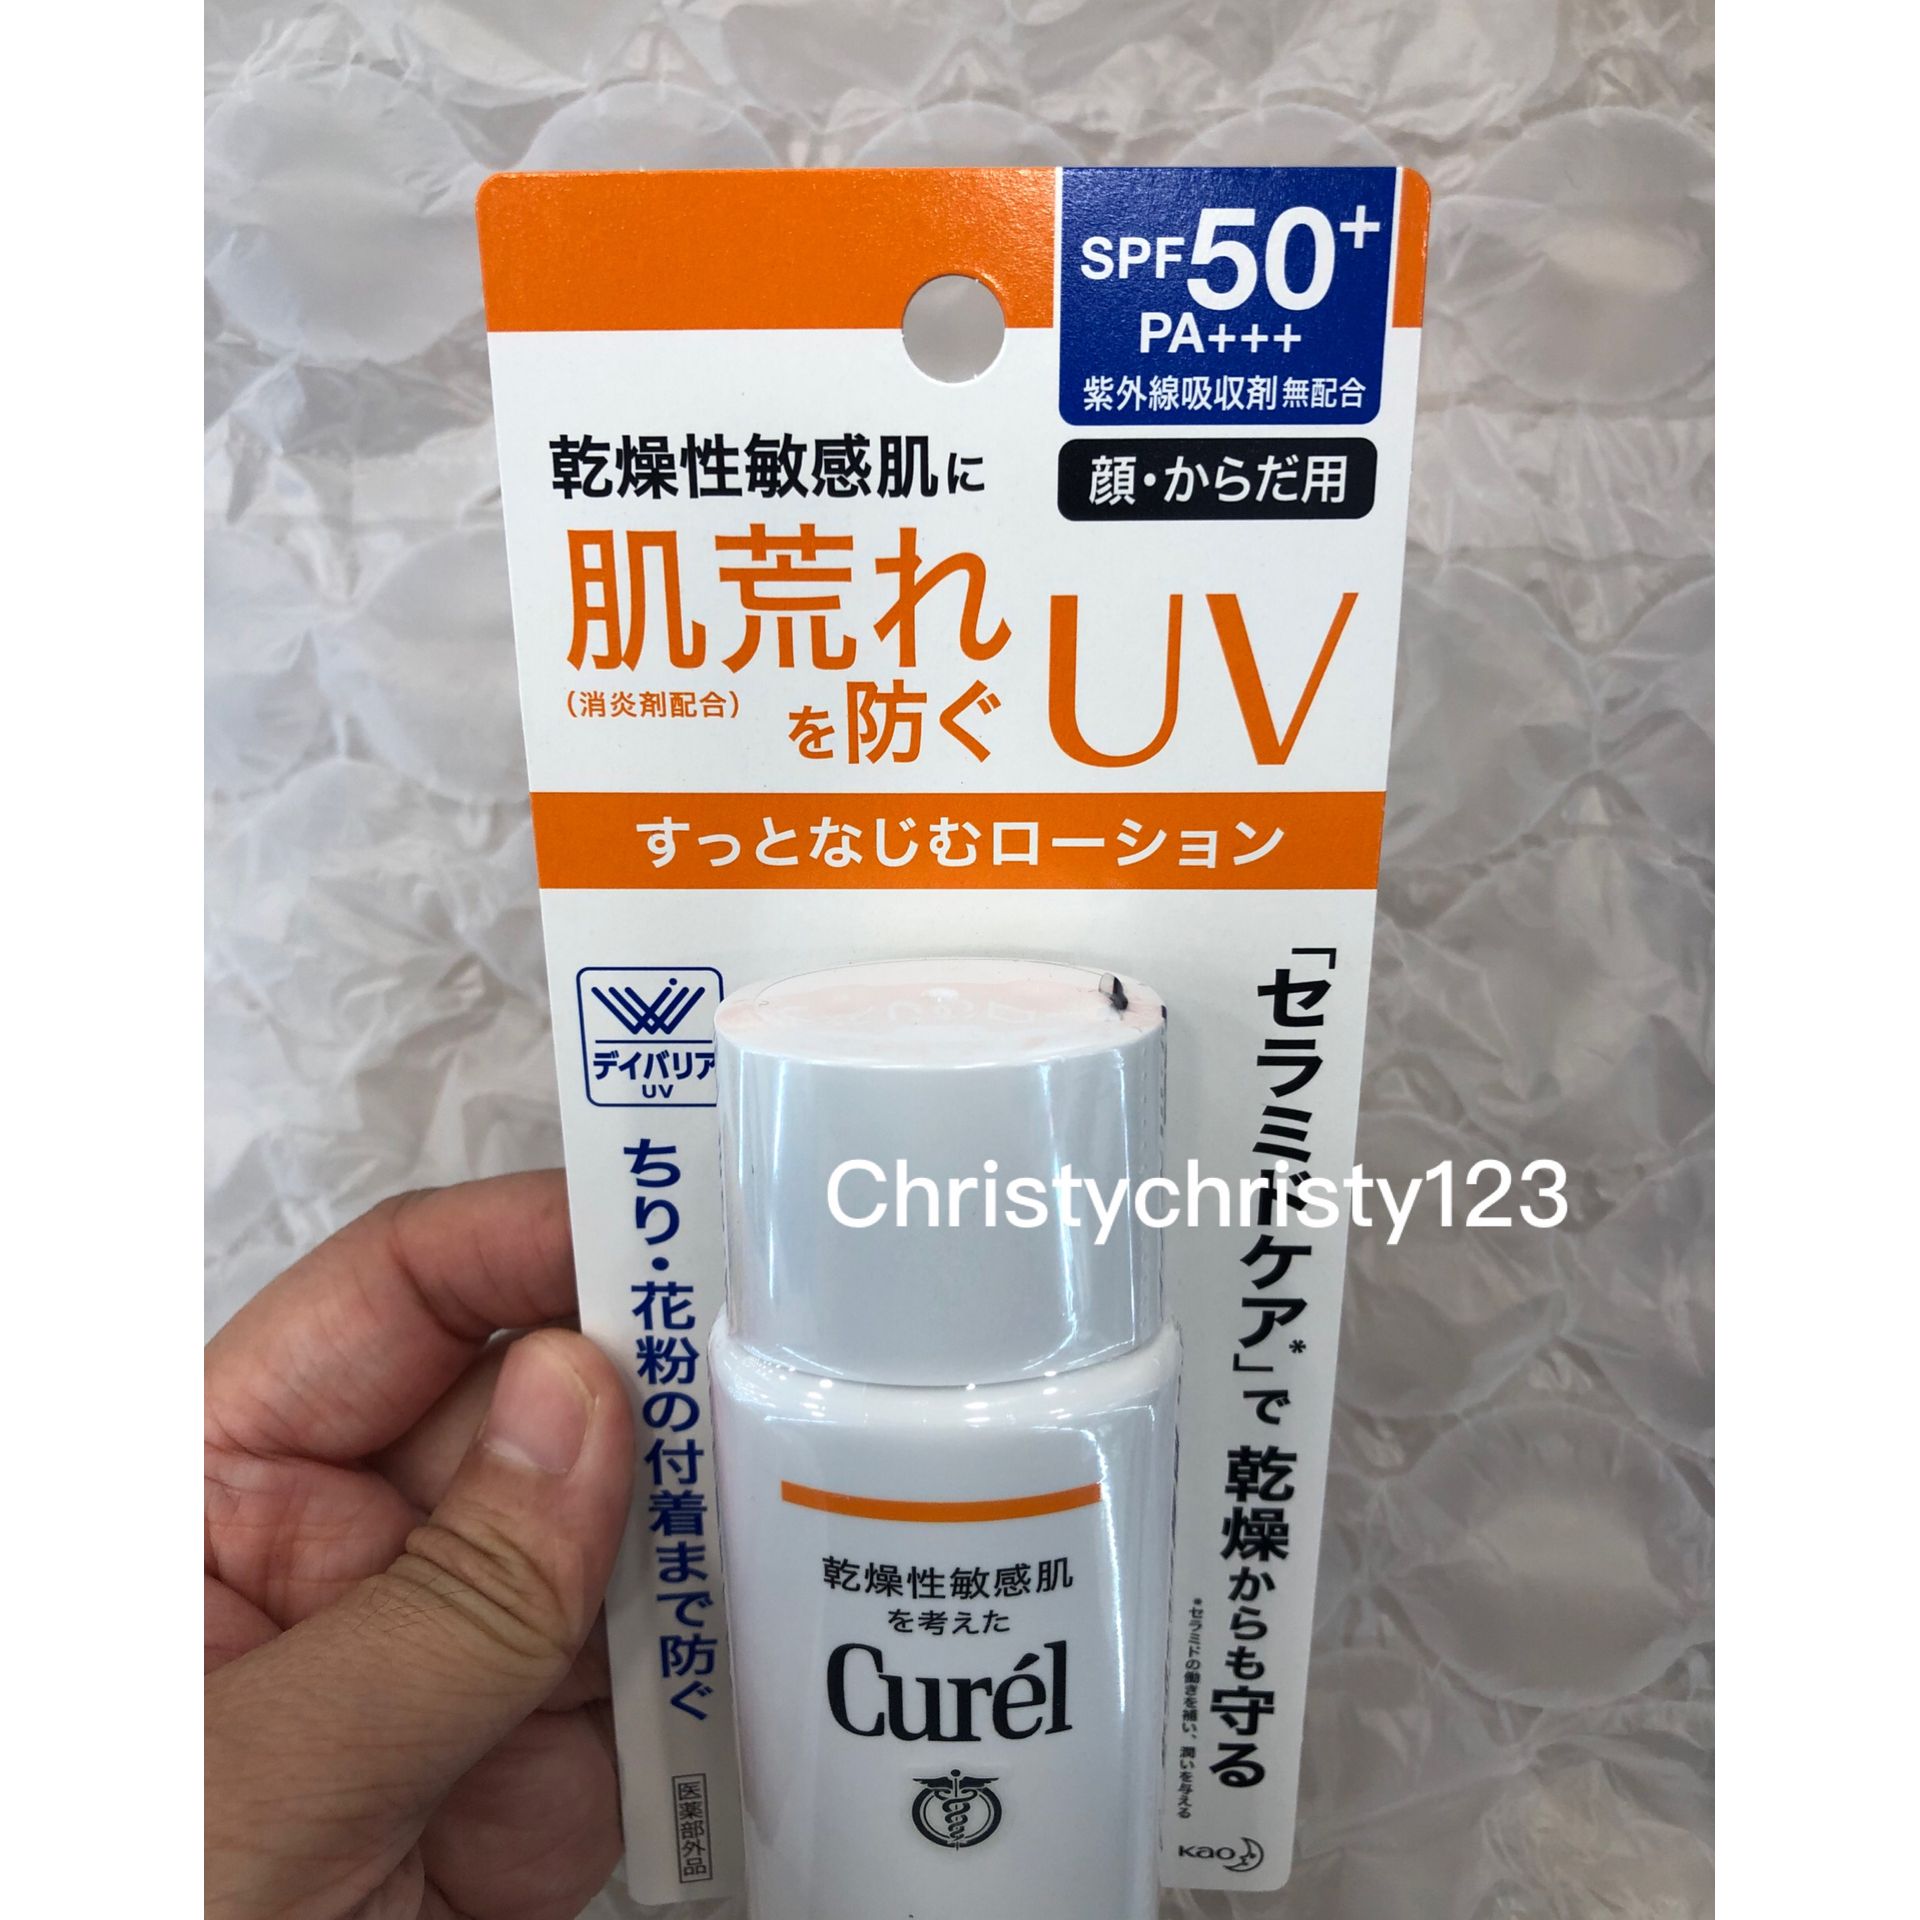 SPF50+
PA+++
紫外線吸収剤無配合
顔・からだ用
乾燥性敏感肌に
肌荒れ
(消炎剤配合)
を防ぐ
UV
すっとなじむローション
デイバリア
UV
ちり・花粉の付着まで防ぐ
「セラミドケア*」で乾燥からも守る
*セラミドの働きを補い、潤いを与える
Christychristy123
乾燥性敏感肌
を考えた
Curél
医薬部外品
Kao